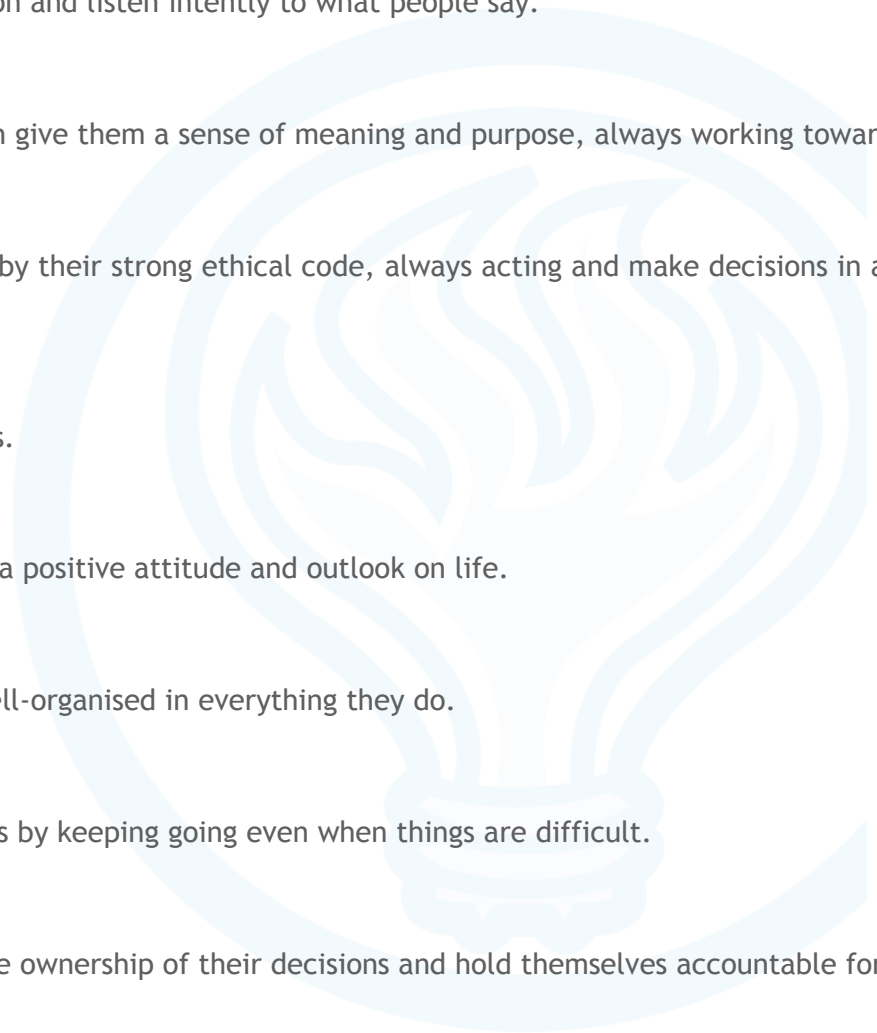 on and listen intently to what people say.
give them a sense of meaning and purpose, always working towar
by their strong ethical code, always acting and make decisions in a
s.
a positive attitude and outlook on life.
ell-organised in everything they do.
s by keeping going even when things are difficult.
e ownership of their decisions and hold themselves accountable for